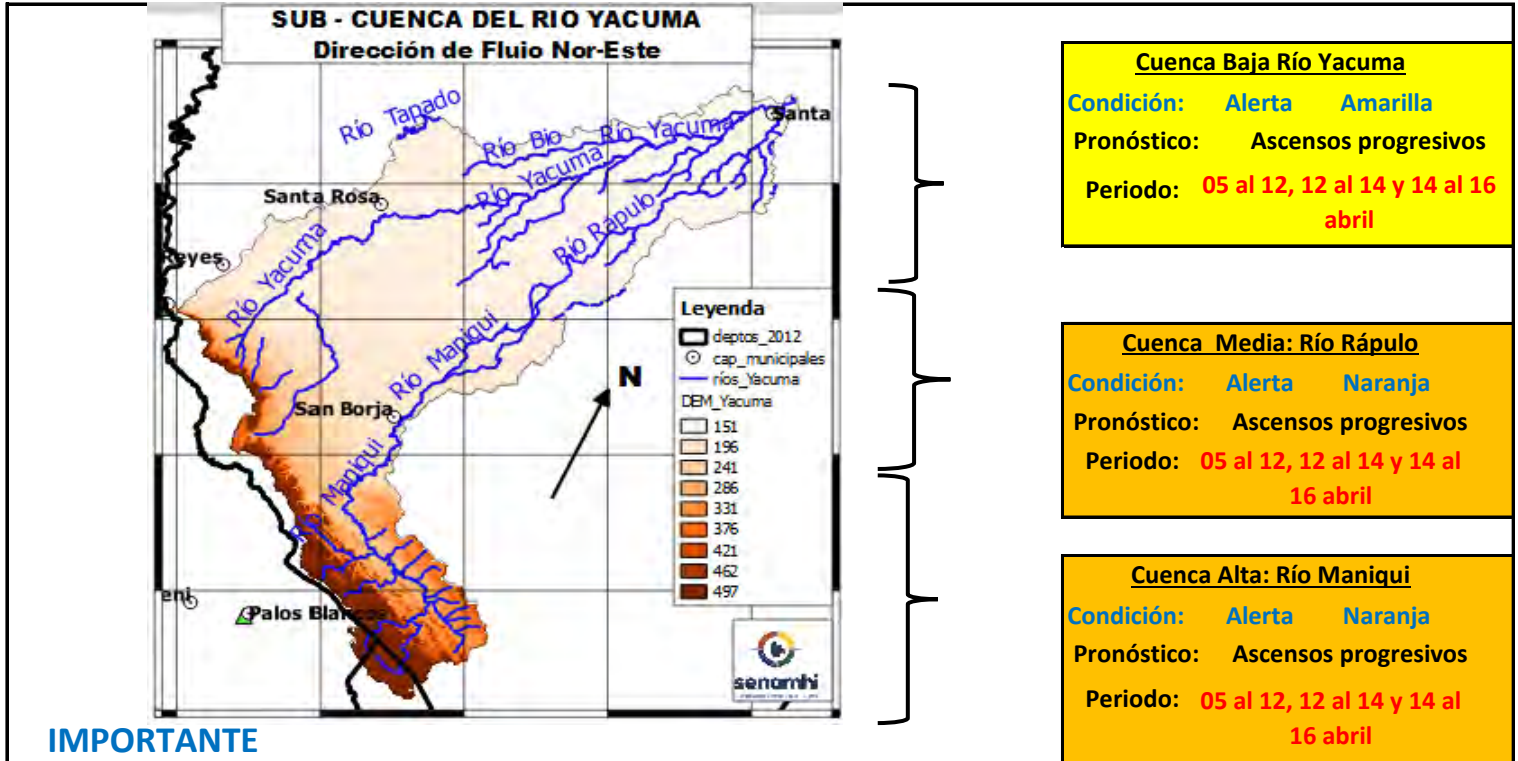 SUB - CUENCA DEL RIO YACUMA
Dirección de Fluio Nor-Este
Río Tapado
Río Bio
Río Yacuma
Santa
Río Yacuma
Santa Rosa
Río Rápulo
Reyes
Río Yacuma
Río Maniqui
San Borja
Río Maniqui
Río Maniqui
eni
Palos Blancos
N
Leyenda
deptos_2012
cap_municipales
ríos_Yacuma
DEM_Yacuma
151
196
241
286
331
376
421
462
497
senamhi
Cuenca Baja Río Yacuma
Condición: Alerta Amarilla
Pronóstico: Ascensos progresivos
Periodo: 05 al 12, 12 al 14 y 14 al 16
abril
Cuenca Media: Río Rápulo
Condición: Alerta Naranja
Pronóstico: Ascensos progresivos
Periodo: 05 al 12, 12 al 14 y 14 al
16 abril
Cuenca Alta: Río Maniqui
Condición: Alerta Naranja
Pronóstico: Ascensos progresivos
Periodo: 05 al 12, 12 al 14 y 14 al
16 abril
IMPORTANTE